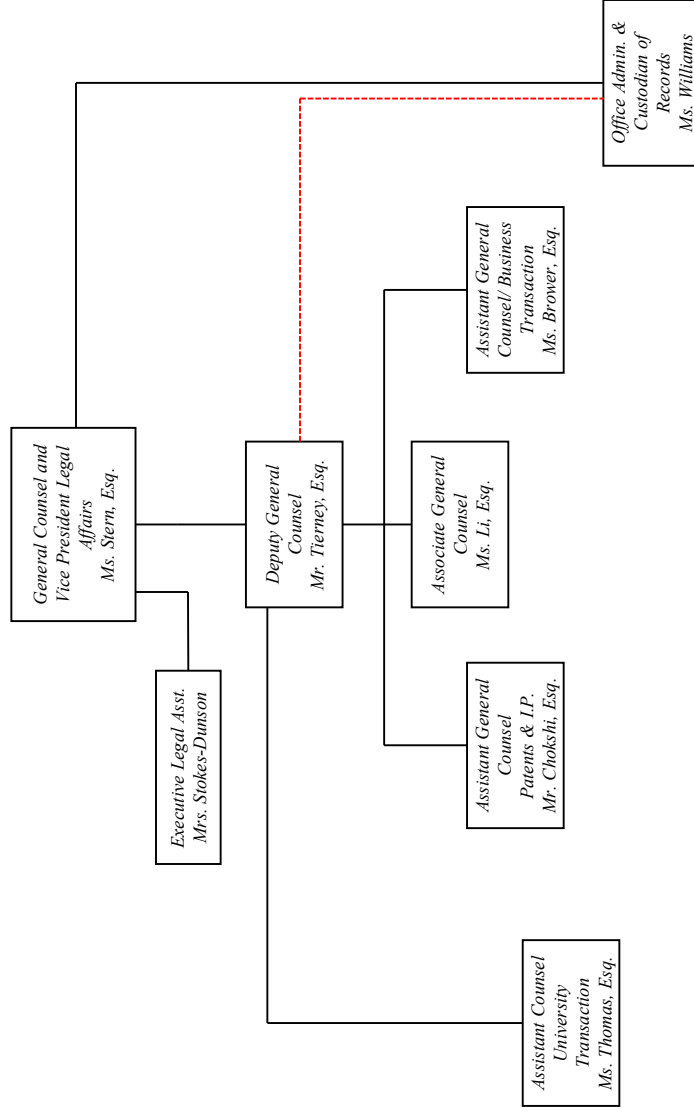 General Counsel and
Vice President Legal
Affairs
Ms. Stern, Esq.
Executive Legal Asst.
Mrs. Stokes-Dunson
Deputy General
Counsel
Mr. Tierney, Esq.
Assistant Counsel
University
Transaction
Ms. Thomas, Esq.
Assistant General
Counsel
Patents & I.P.
Mr. Chokshi, Esq.
Associate General
Counsel
Ms. Li, Esq.
Assistant General
Counsel/ Business
Transaction
Ms. Brower, Esq.
Office Admin. &
Custodian of
Records
Ms. Williams